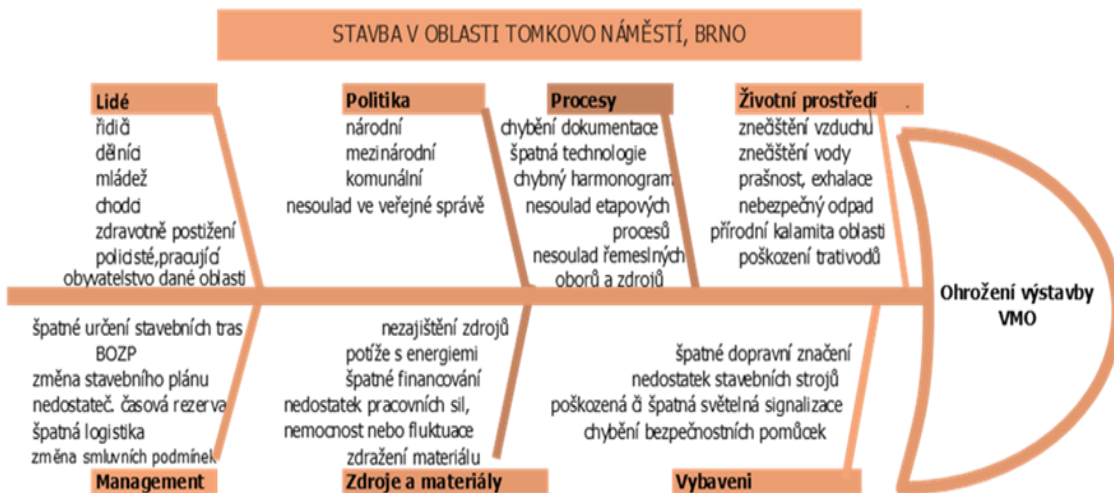 STAVBA V OBLASTI TOMKOVO NÁMĚSTÍ, BRNO
Lidé
řidiči
dělníci
mládež
chodci
zdravotně postižení
policisté,pracující
obyvatelstvo dané oblasti
Politika
národní
mezinárodní
komunální
nesoulad ve veřejné správě
Procesy
chybění dokumentace
špatná technologie
chybný harmonogram
nesoulad etapových
procesů
nesoulad řemeslných
oborů a zdrojů
Životní prostředí
znečištění vzduchu
znečištění vody
prašnost, exhalace
nebezpečný odpad
přírodní kalamita oblasti
poškození trativodů
Ohrožení výstavby
VMO
špatné určení stavebních tras
BOZP
změna stavebního plánu
nedostateč. časová rezerva
špatná logistika
změna smluvních podmínek
Management
nezajištění zdrojů
potíže s energiemi
špatné financování
nedostatek pracovních sil,
nemocnost nebo fluktuace
zdražení materiálu
Zdroje a materiály
špatné dopravní značení
nedostatek stavebních strojů
poškozená či špatná světelná signalizace
chybění bezpečnostních pomůcek
Vybaveni